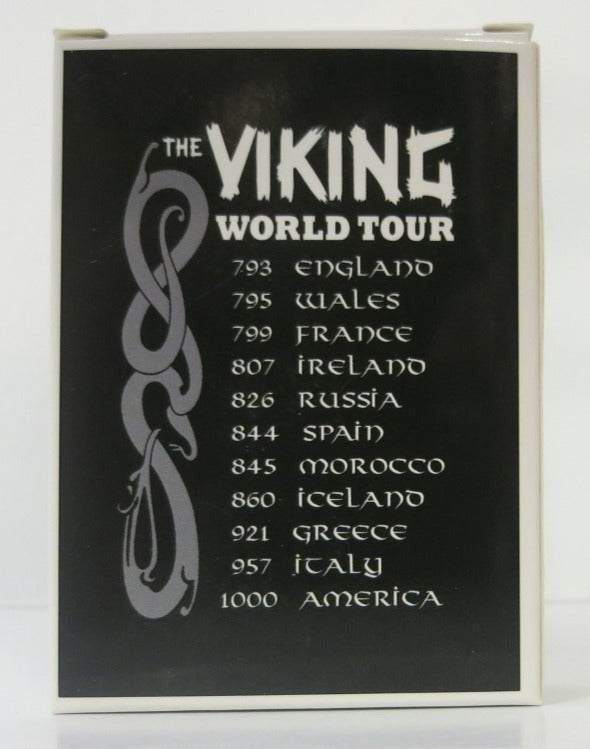 THE VIKING
WORLD TOUR
793 ENGLAND
795 WALES
799 FRANCE
807 IRELAND
826 RUSSIA
844 SPAIN
845 MOROCCO
860 ICELAND
921 GREECE
957 ITALY
1000 AMERICA